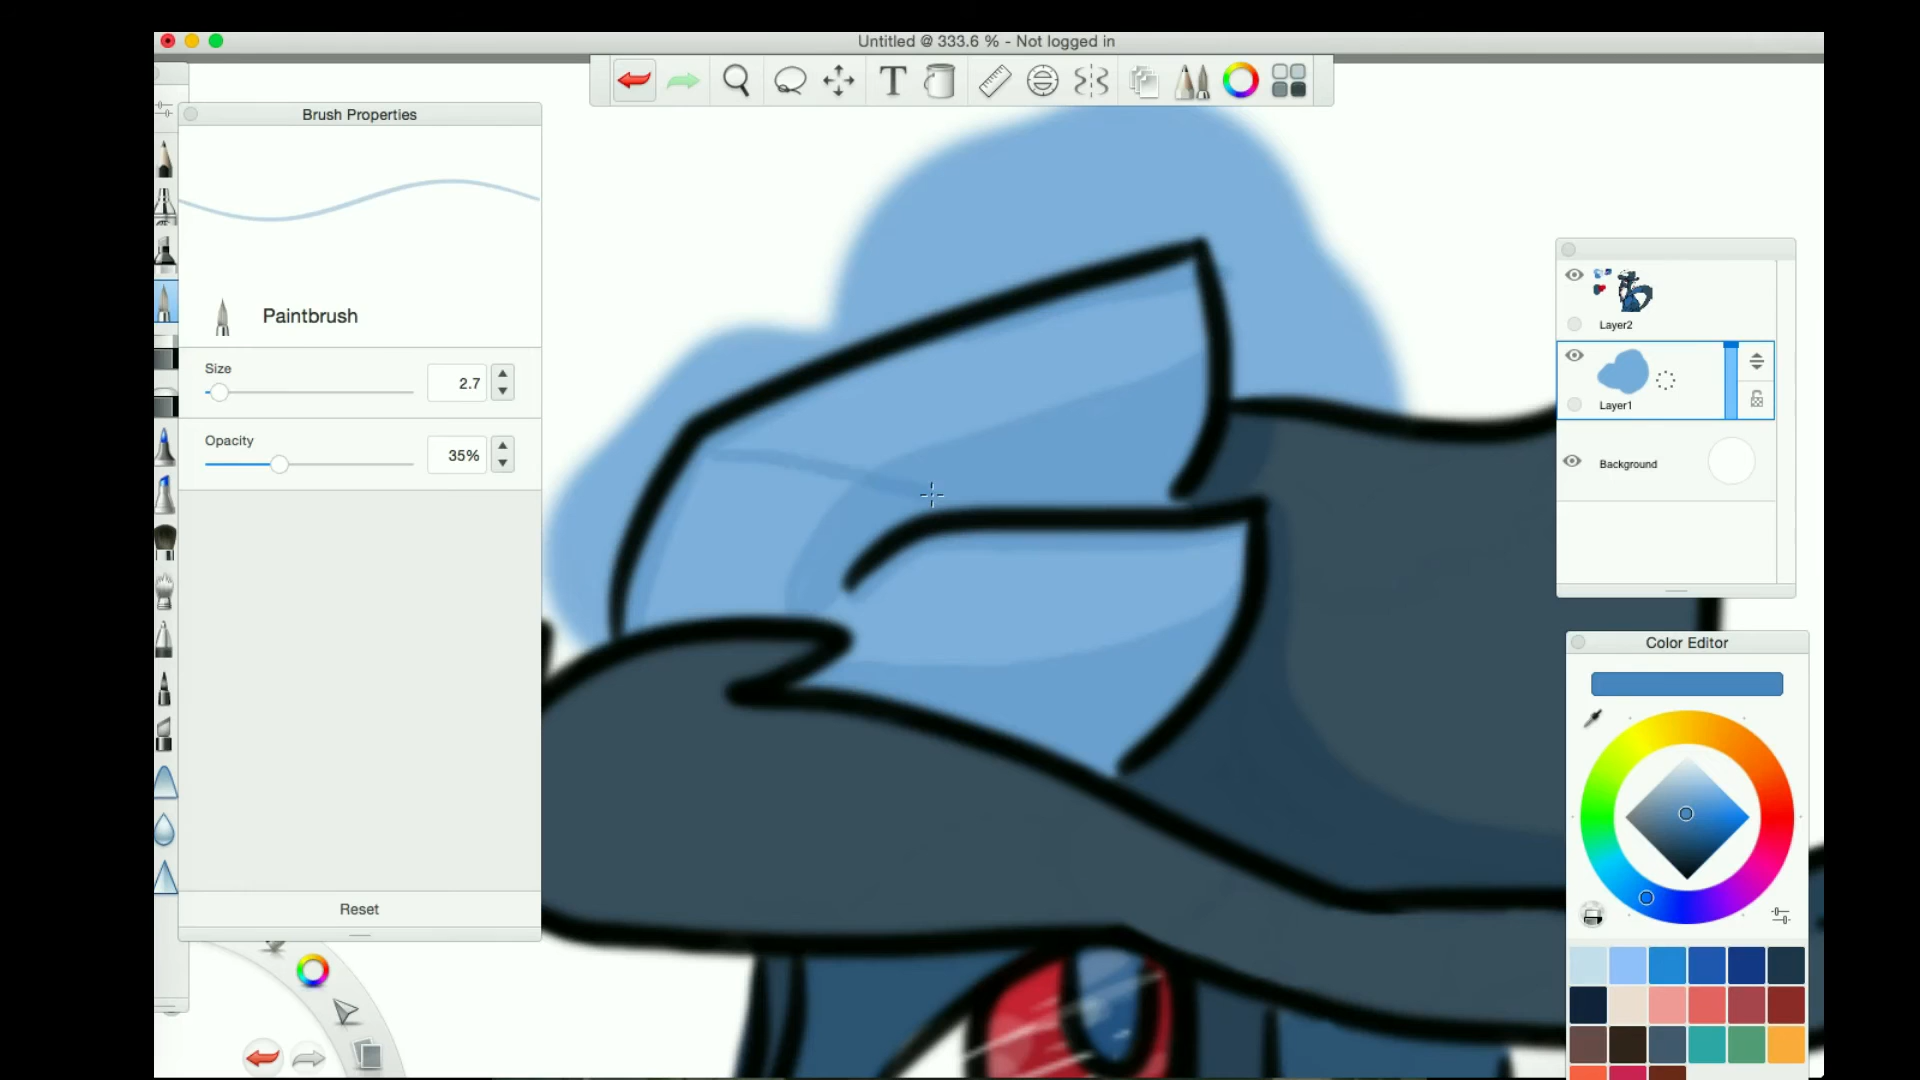 Untitled @ 333.6 % - Not logged in
T
Brush Properties
Paintbrush
Size
2.7
Opacity
35%
Reset
Layer2
Layer1
Background
Color Editor